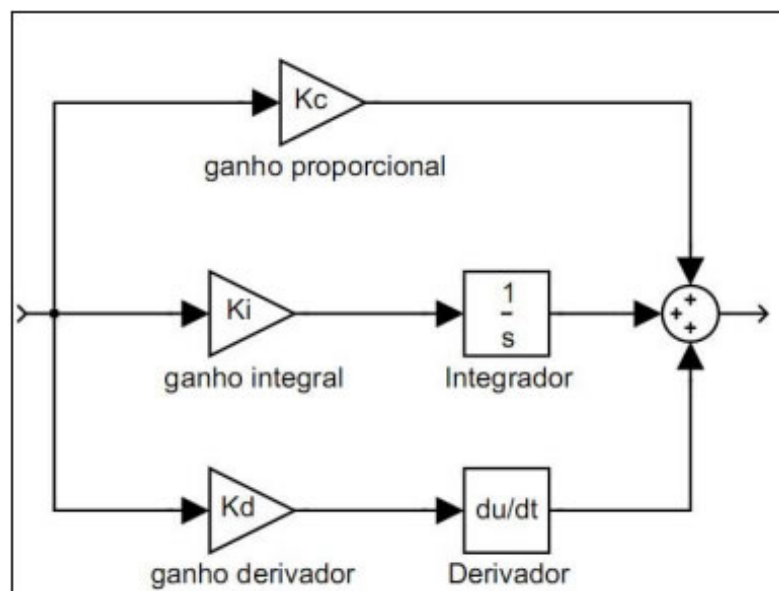 Kc
ganho proporcional
Ki
1
s
+
+
+
ganho integral
Integrador
Kd
du/dt
ganho derivador
Derivador